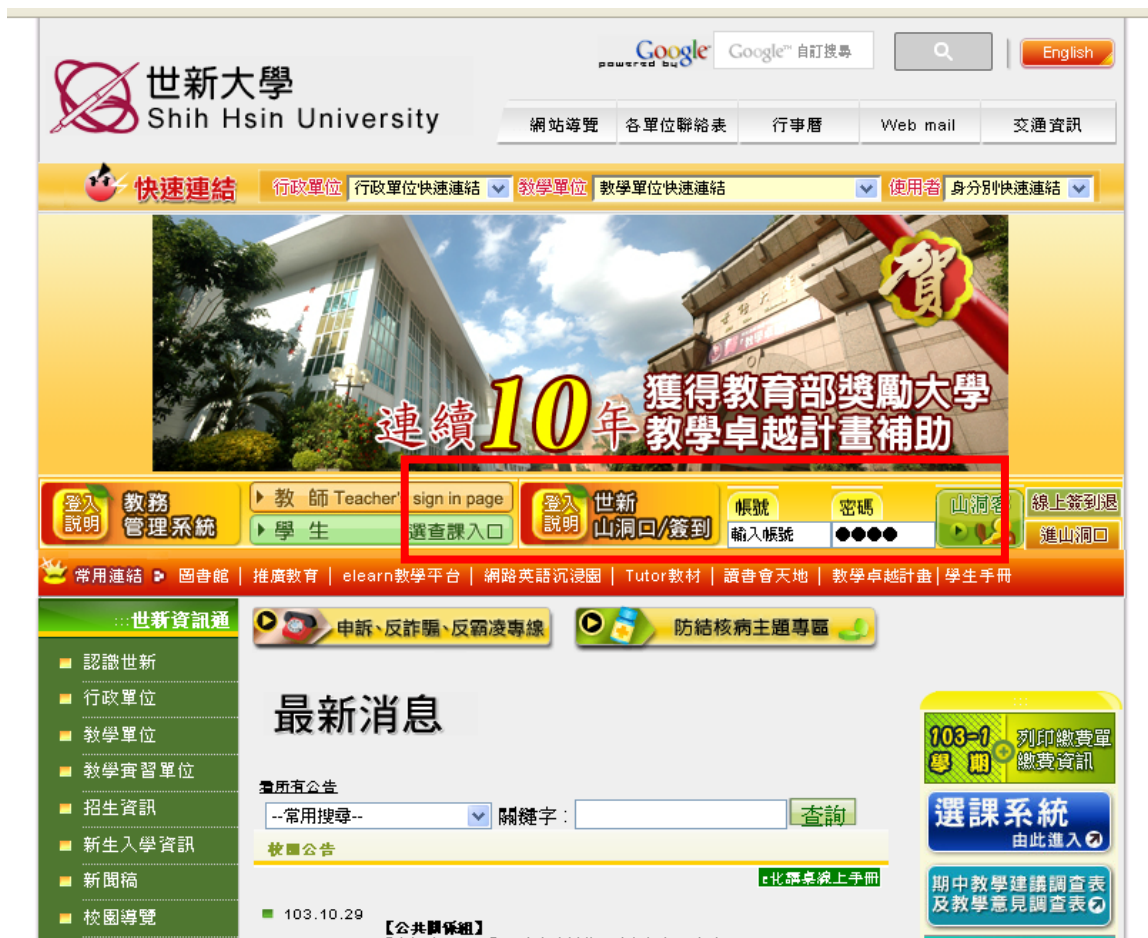 世新大學
Shih Hsin University
powered by Google
Google™ 自訂搜尋
English
網站導覽 各單位聯絡表 行事曆 Web mail 交通資訊
快速連結 行政單位 行政單位快速連結 教學單位 教學單位快速連結 使用者 身分別快速連結
賀
連續10年 獲得教育部獎勵大學
教學卓越計畫補助
登入說明 教務管理系統
教 師 Teacher's sign in page
學 生 選查課入口
登入說明 世新山洞口/簽到
帳號 密碼
輸入帳號 ●●●●
山洞客
線上簽到退
進山洞口
常用連結 圖書館 | 推廣教育 | elearn教學平台 | 網路英語沉浸園 | Tutor教材 | 讀書會天地 | 教學卓越計畫 | 學生手冊
:::世新資訊通
認識世新
行政單位
教學單位
教學實習單位
招生資訊
新生入學資訊
新聞稿
校園導覽
申訴、反詐騙、反霸凌專線
防結核病主題專區
最新消息
看所有公告
--常用搜尋-- 關鍵字: 查詢
校園公告
e化講桌線上手冊
103.10.29
【公共關係組】
:::
103-1學期 列印繳費單繳費資訊
選課系統
由此進入
期中教學建議調查表
及教學意見調查表